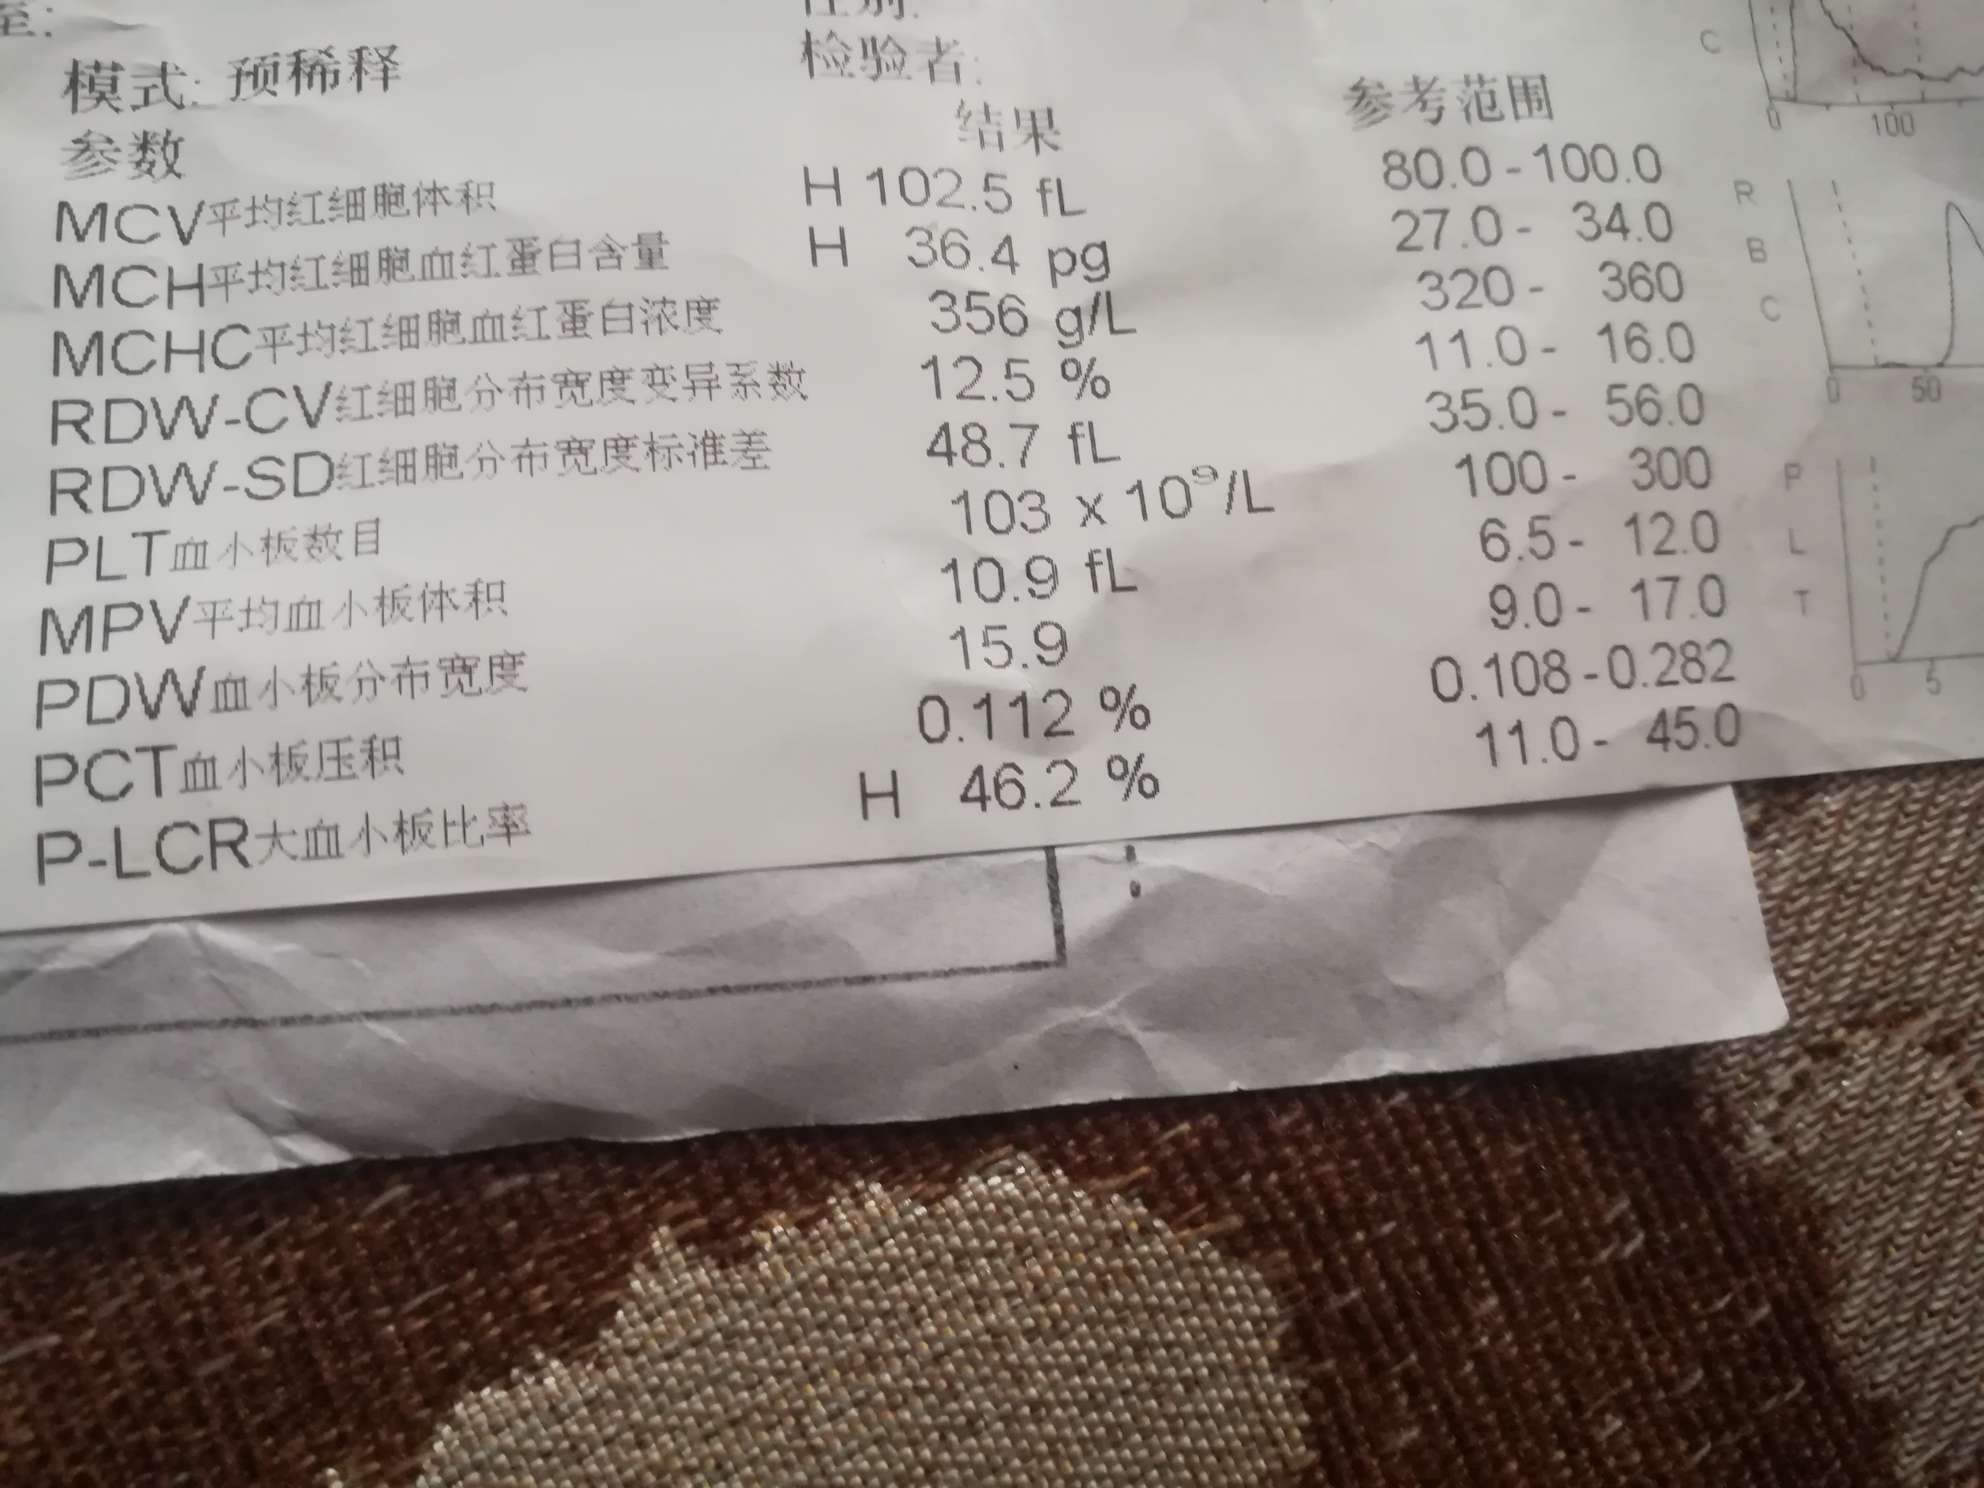 至:
性别:
模式: 预稀释
检验者:
参数 结果 参考范围
MCV平均红细胞体积 H 102.5 fL 80.0-100.0
MCH平均红细胞血红蛋白含量 H 36.4 pg 27.0- 34.0
MCHC平均红细胞血红蛋白浓度 356 g/L 320- 360
RDW-CV红细胞分布宽度变异系数 12.5 % 11.0- 16.0
RDW-SD红细胞分布宽度标准差 48.7 fL 35.0- 56.0
PLT血小板数目 103 x 10⁹/L 100- 300
MPV平均血小板体积 10.9 fL 6.5- 12.0
PDW血小板分布宽度 15.9 9.0- 17.0
PCT血小板压积 0.112 % 0.108-0.282
P-LCR大血小板比率 H 46.2 % 11.0- 45.0
C
0 100
R
B
C
0 50
P
L
T
0 5